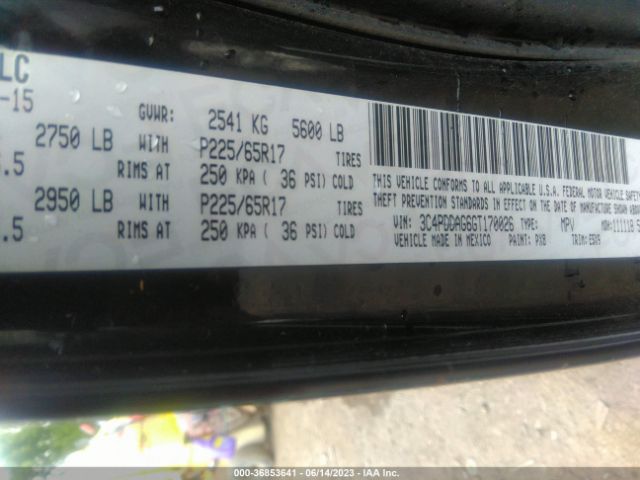 LC
-15
GVWR: 2541 KG 5600 LB
2750 LB WITH P225/65R17 TIRES
.5 RIMS AT 250 KPA ( 36 PSI) COLD
2950 LB WITH P225/65R17 TIRES
.5 RIMS AT 250 KPA ( 36 PSI) COLD
THIS VEHICLE CONFORMS TO ALL APPLICABLE U.S.A. FEDERAL MOTOR VEHICLE SAFETY
THEFT PREVENTION STANDARDS IN EFFECT ON THE DATE OF MANUFACTURE SHOWN
VIN: 3C4PDDAG6GT170026 TYPE: MPV MDH: 111118
VEHICLE MADE IN MEXICO PAINT: PXB TRIM:
000-36853641 - 06/14/2023 - IAA Inc.